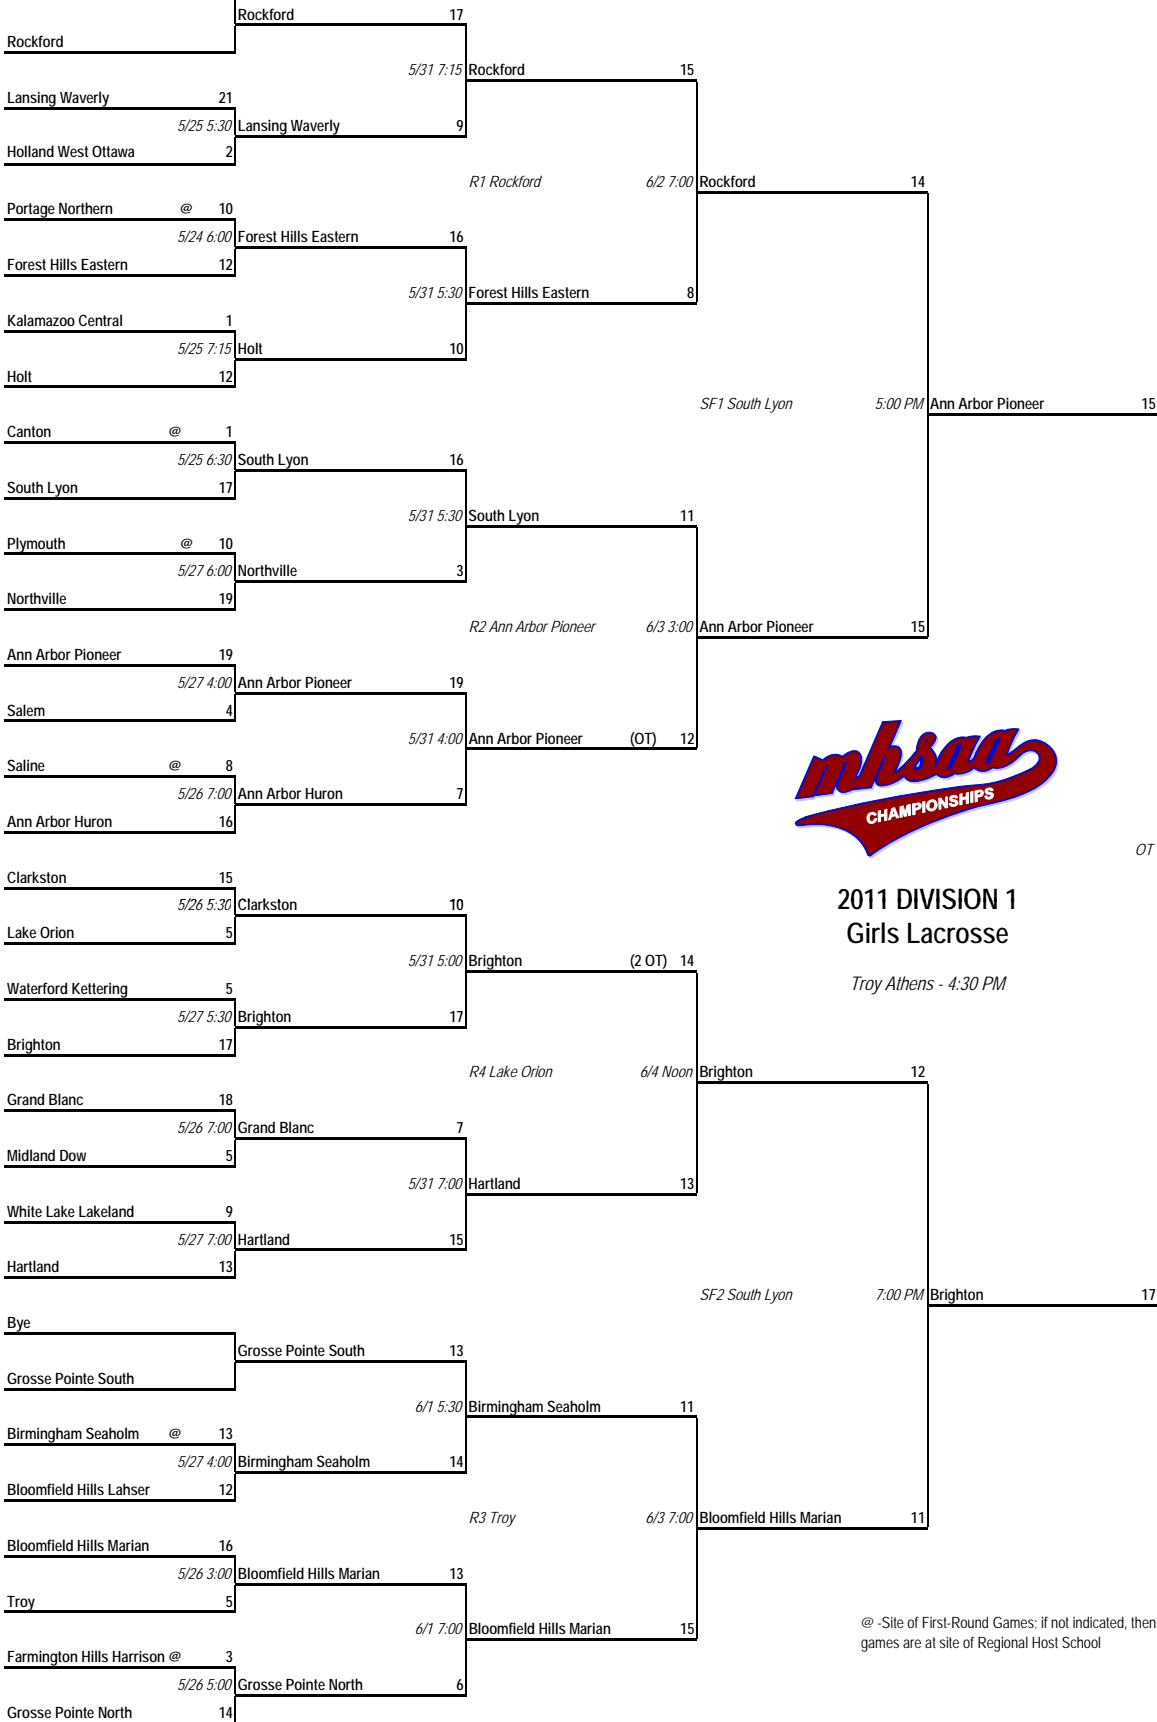 Rockford 17
Rockford
5/31 7:15 Rockford 15
Lansing Waverly 21
5/25 5:30 Lansing Waverly 9
Holland West Ottawa 2
R1 Rockford 6/2 7:00 Rockford 14
Portage Northern @ 10
5/24 6:00 Forest Hills Eastern 16
Forest Hills Eastern 12
5/31 5:30 Forest Hills Eastern 8
Kalamazoo Central 1
5/25 7:15 Holt 10
Holt 12
SF1 South Lyon 5:00 PM Ann Arbor Pioneer 15
Canton @ 1
5/25 6:30 South Lyon 16
South Lyon 17
5/31 5:30 South Lyon 11
Plymouth @ 10
5/27 6:00 Northville 3
Northville 19
R2 Ann Arbor Pioneer 6/3 3:00 Ann Arbor Pioneer 15
Ann Arbor Pioneer 19
5/27 4:00 Ann Arbor Pioneer 19
Salem 4
5/31 4:00 Ann Arbor Pioneer (OT) 12
Saline @ 8
5/26 7:00 Ann Arbor Huron 7
Ann Arbor Huron 16
mhsaa
CHAMPIONSHIPS
OT
Clarkston 15
5/26 5:30 Clarkston 10
2011 DIVISION 1
Lake Orion 5
Girls Lacrosse
5/31 5:00 Brighton (2 OT) 14
Troy Athens - 4:30 PM
Waterford Kettering 5
5/27 5:30 Brighton 17
Brighton 17
R4 Lake Orion 6/4 Noon Brighton 12
Grand Blanc 18
5/26 7:00 Grand Blanc 7
Midland Dow 5
5/31 7:00 Hartland 13
White Lake Lakeland 9
5/27 7:00 Hartland 15
Hartland 13
SF2 South Lyon 7:00 PM Brighton 17
Bye
Grosse Pointe South 13
Grosse Pointe South
6/1 5:30 Birmingham Seaholm 11
Birmingham Seaholm @ 13
5/27 4:00 Birmingham Seaholm 14
Bloomfield Hills Lahser 12
R3 Troy 6/3 7:00 Bloomfield Hills Marian 11
Bloomfield Hills Marian 16
5/26 3:00 Bloomfield Hills Marian 13
Troy 5
6/1 7:00 Bloomfield Hills Marian 15
@ -Site of First-Round Games; if not indicated, then
games are at site of Regional Host School
Farmington Hills Harrison @ 3
5/26 5:00 Grosse Pointe North 6
Grosse Pointe North 14